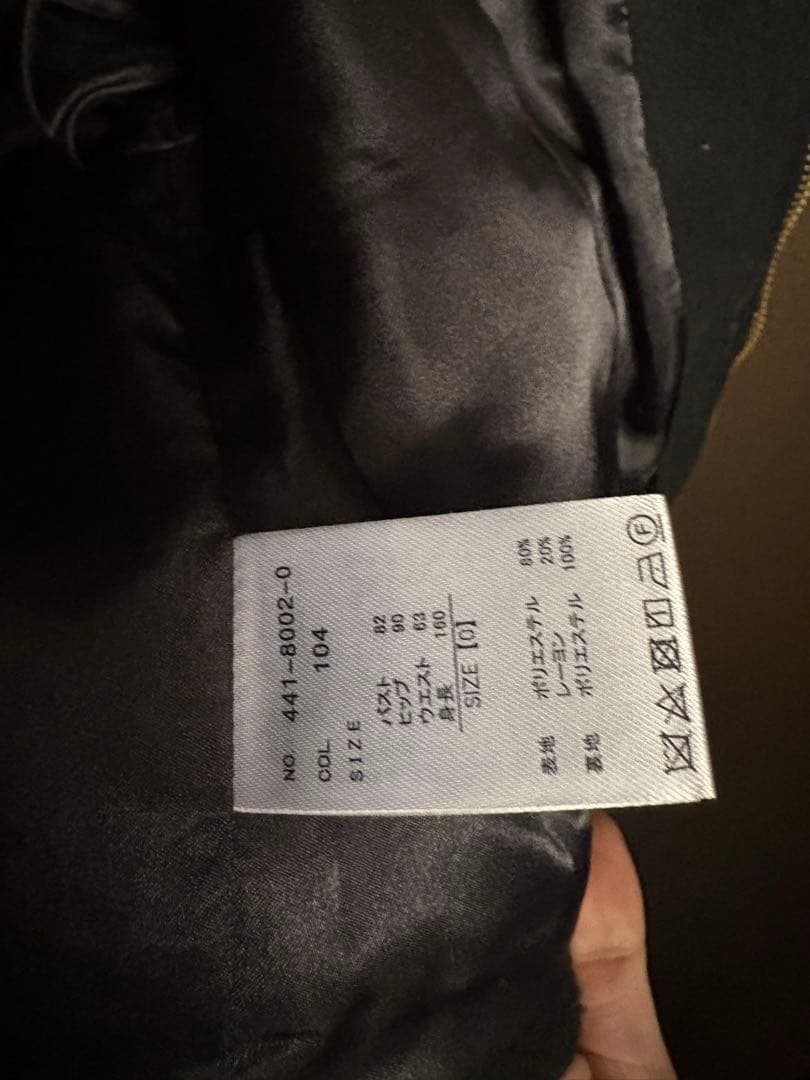 NO. 441-8002-0
COL 104
SIZE
バスト 82
ヒップ 90
ウエスト 63
身長 160
SIZE【0】
表地 ポリエステル 80%
レーヨン 20%
裏地 ポリエステル 100%
F